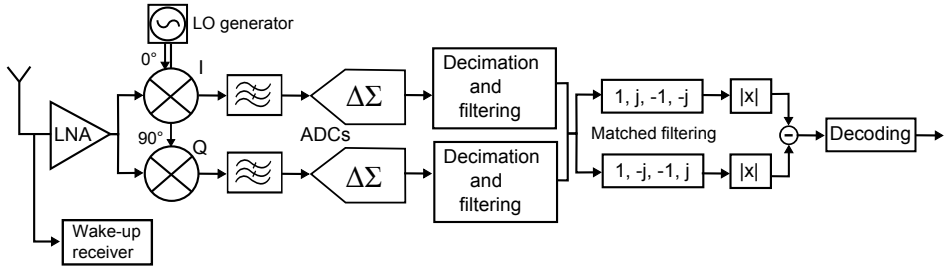 LO generator
0°
I
LNA
90°
Q
ΔΣ
ADCs
ΔΣ
Decimation
and
filtering
Decimation
and
filtering
1, j, -1, -j
|x|
Matched filtering
1, -j, -1, j
|x|
Decoding
Wake-up
receiver